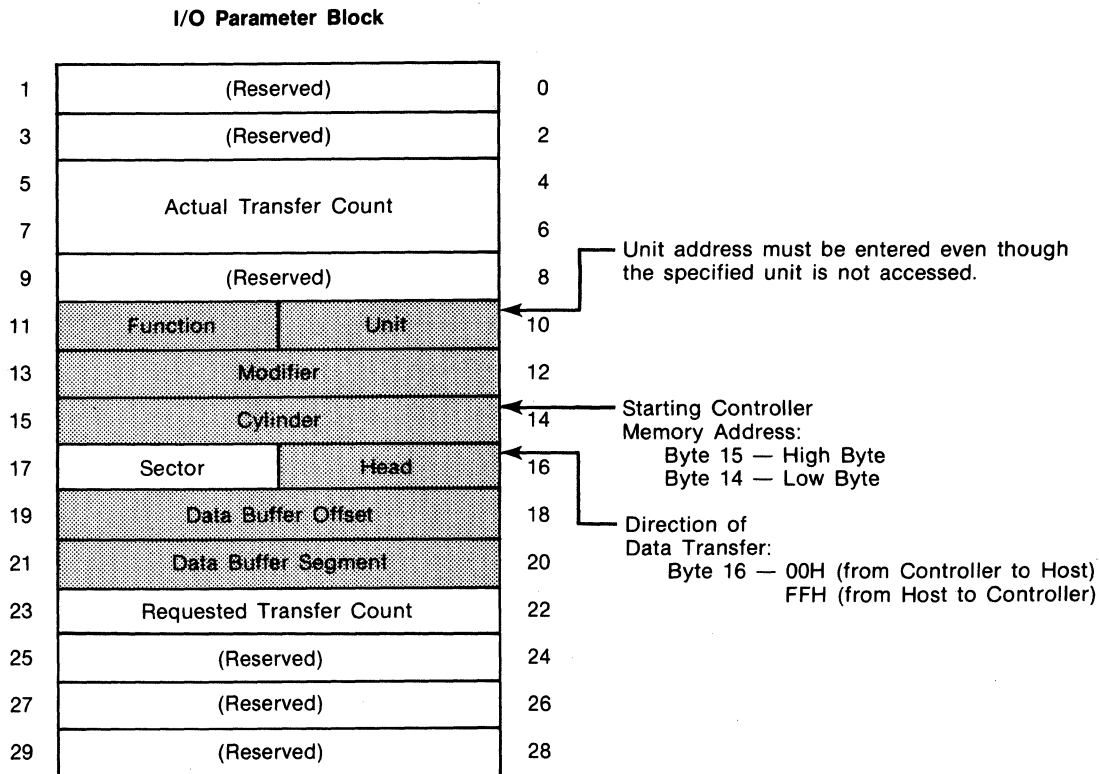 I/O Parameter Block
1 (Reserved) 0
3 (Reserved) 2
5 4
Actual Transfer Count
7 6
Unit address must be entered even though
the specified unit is not accessed.
9 (Reserved) 8
11 Function Unit 10
13 Modifier 12
15 Cylinder 14
Starting Controller
Memory Address:
Byte 15 — High Byte
Byte 14 — Low Byte
17 Sector Head 16
19 Data Buffer Offset 18
Direction of
Data Transfer:
Byte 16 — 00H (from Controller to Host)
FFH (from Host to Controller)
21 Data Buffer Segment 20
23 Requested Transfer Count 22
25 (Reserved) 24
27 (Reserved) 26
29 (Reserved) 28